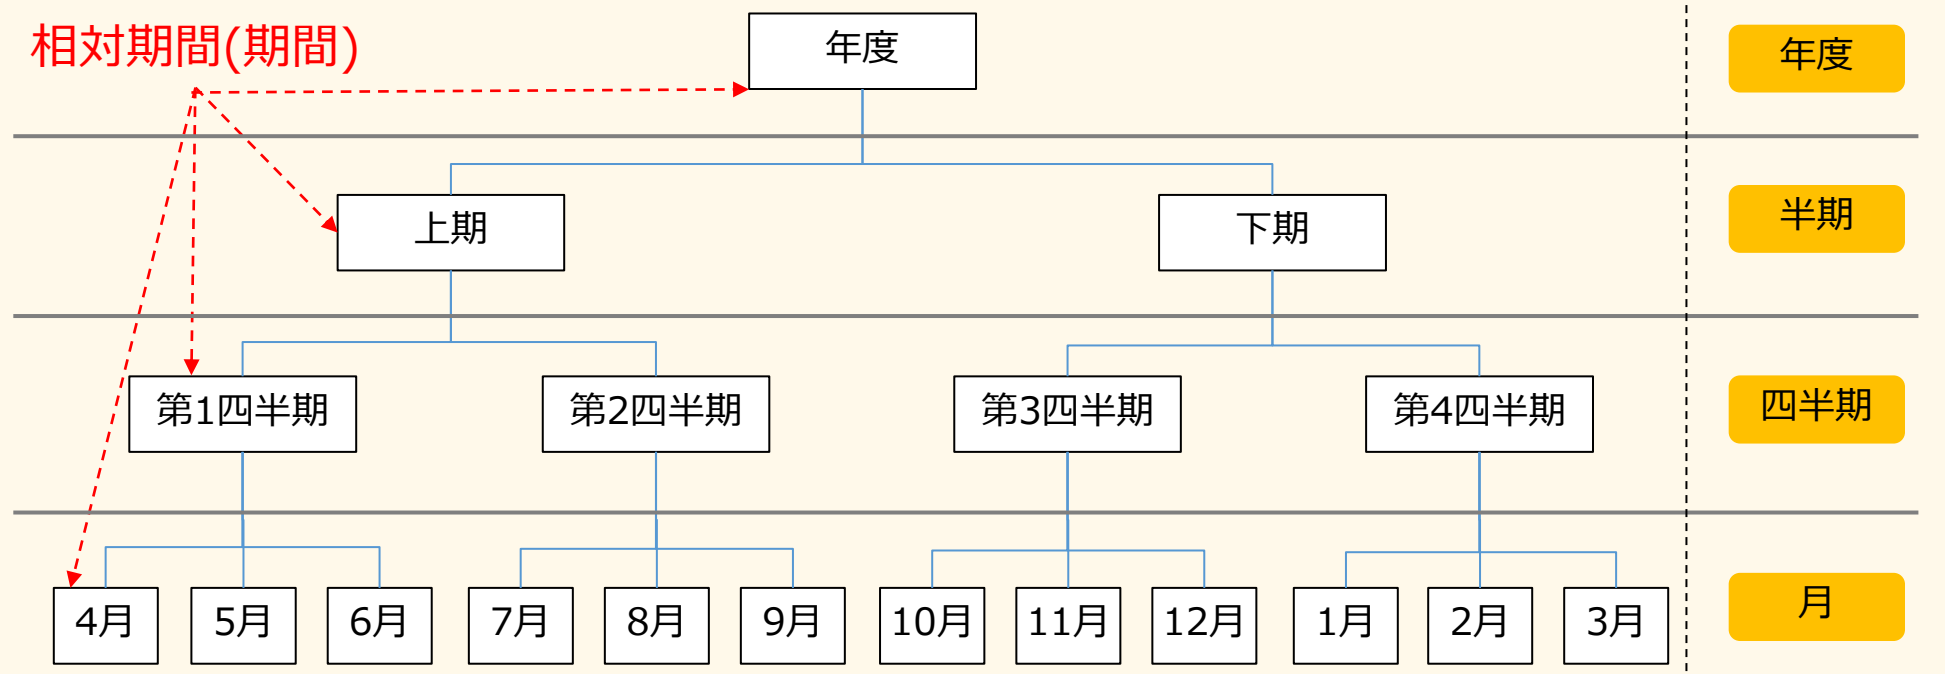 相対期間(期間)
年度
年度
上期
下期
半期
第1四半期
第2四半期
第3四半期
第4四半期
四半期
4月
5月
6月
7月
8月
9月
10月
11月
12月
1月
2月
3月
月